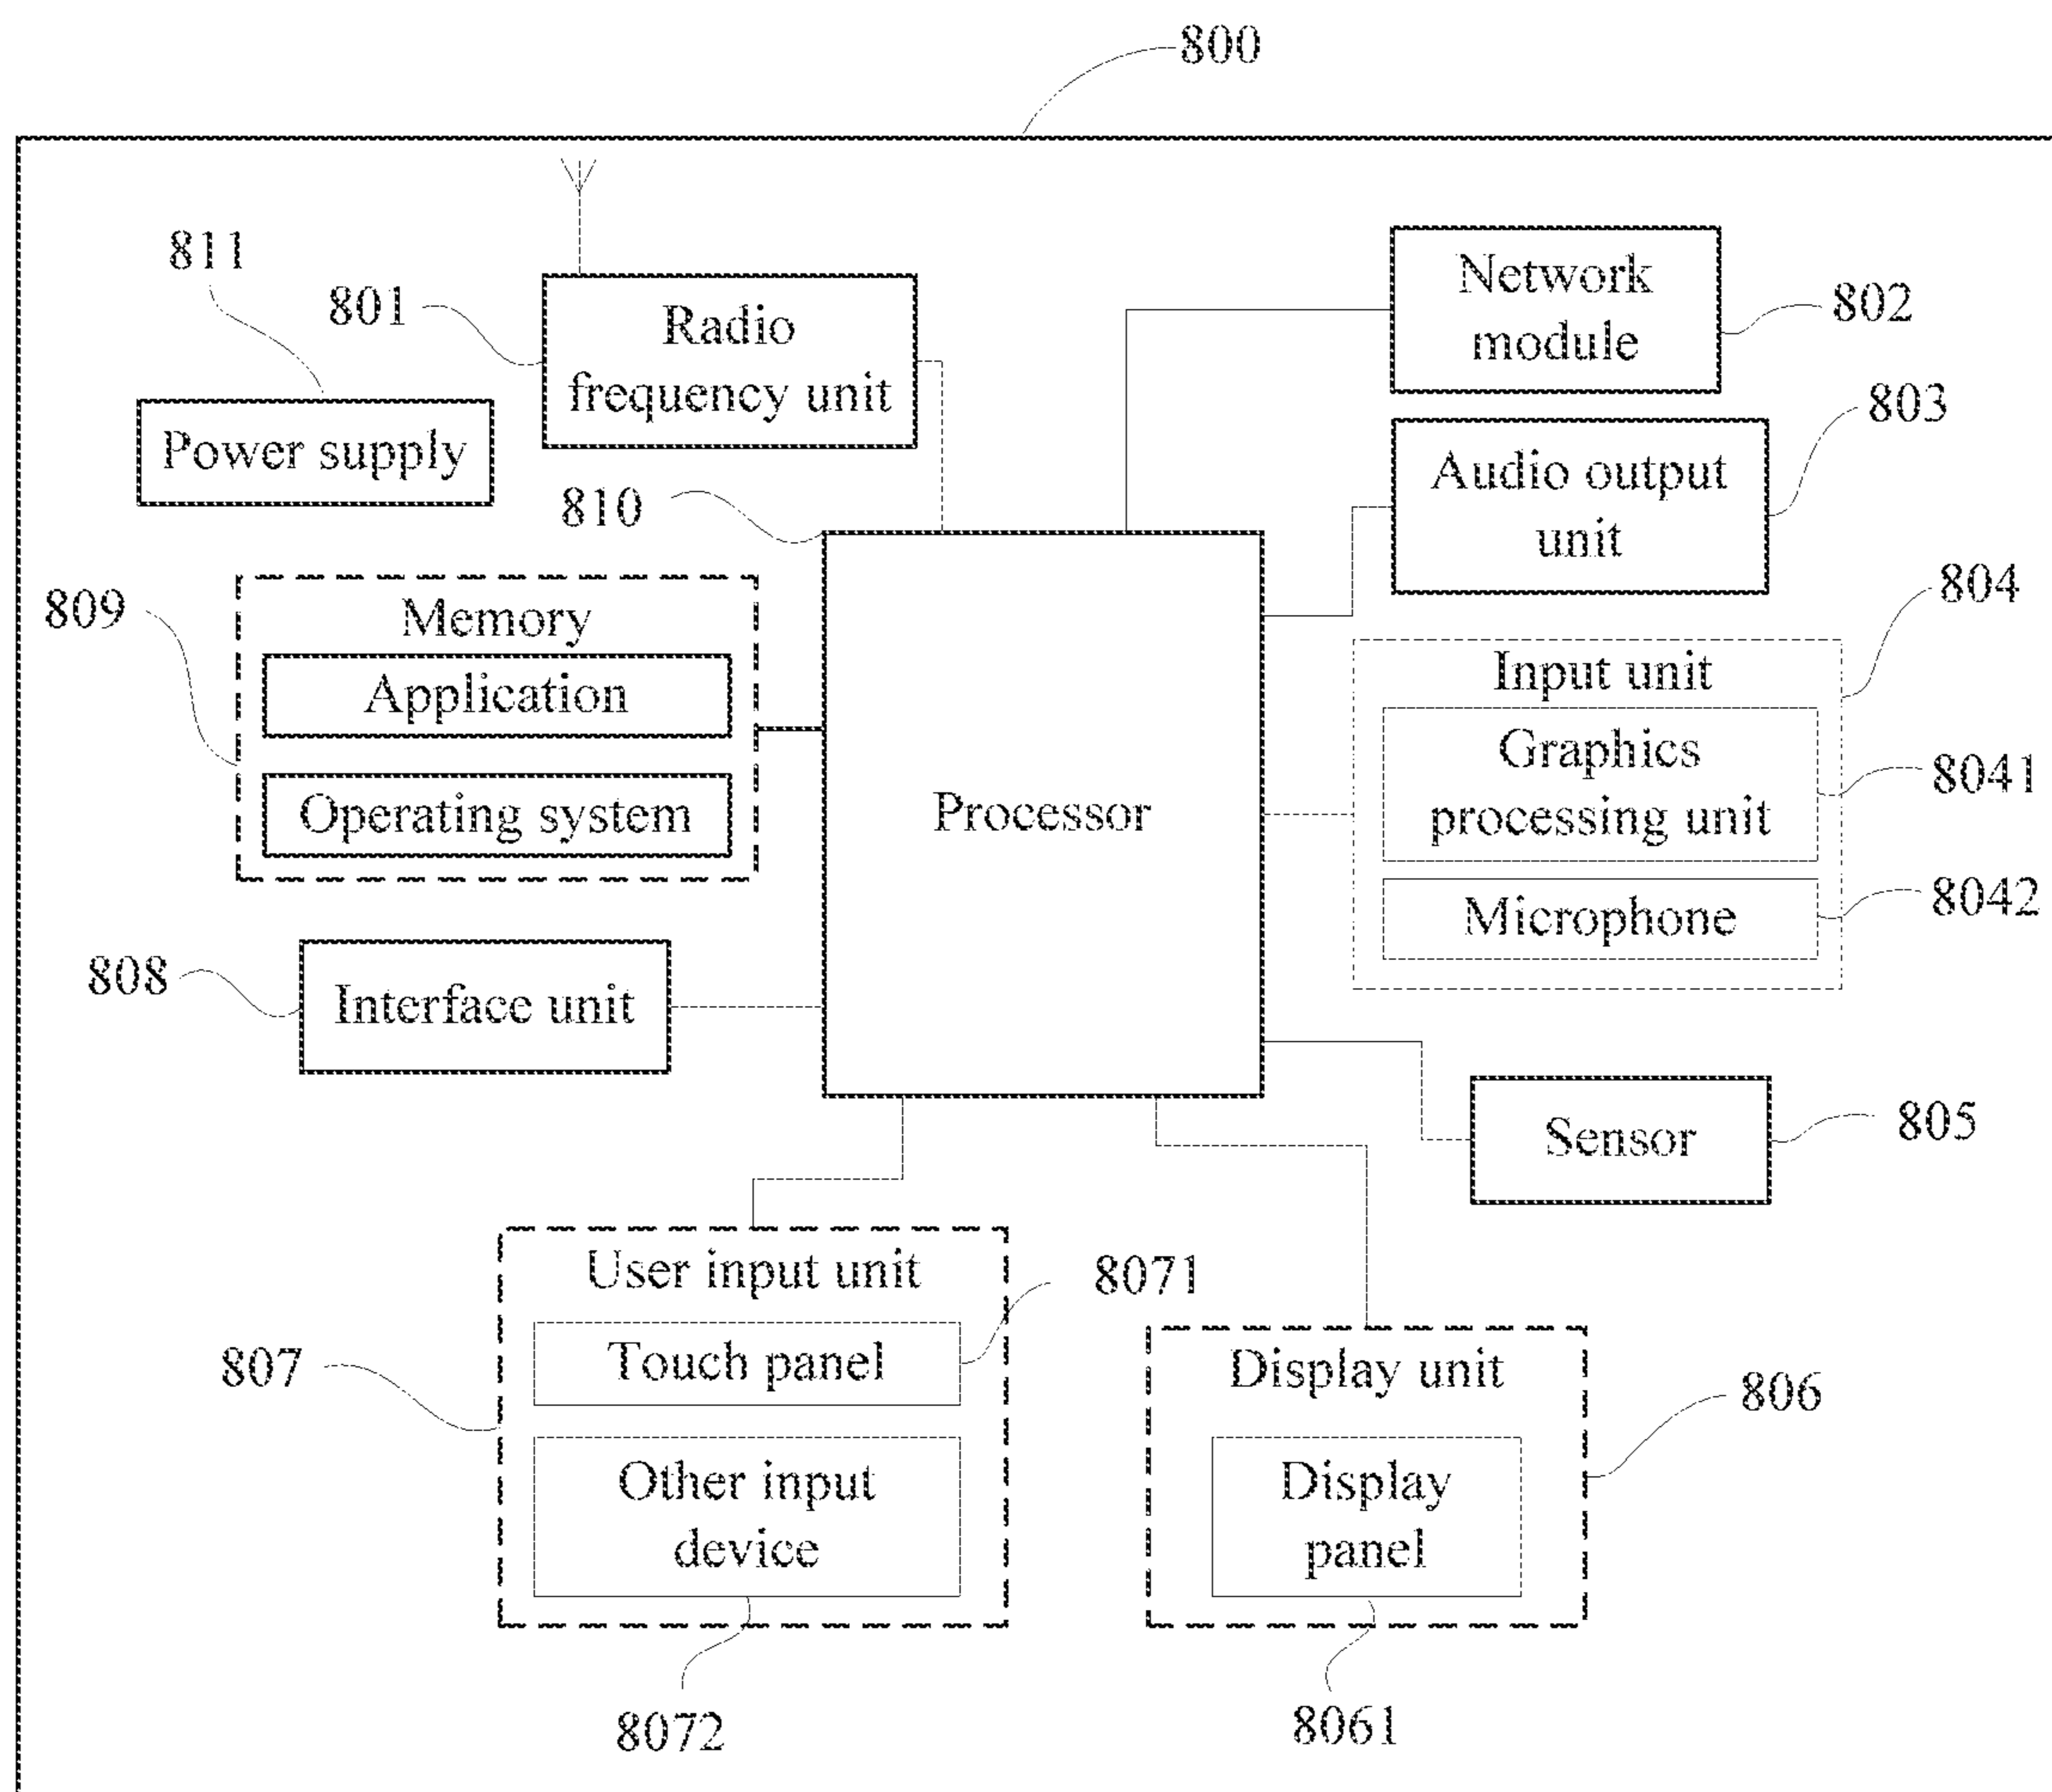 800
811
801
Radio
frequency unit
Network
module
802
Power supply
803
Audio output
unit
810
809
Memory
Application
Operating system
Processor
804
Input unit
Graphics
processing unit
8041
Microphone
8042
808
Interface unit
Sensor
805
User input unit
8071
807
Touch panel
Other input
device
8072
Display unit
806
Display
panel
8061